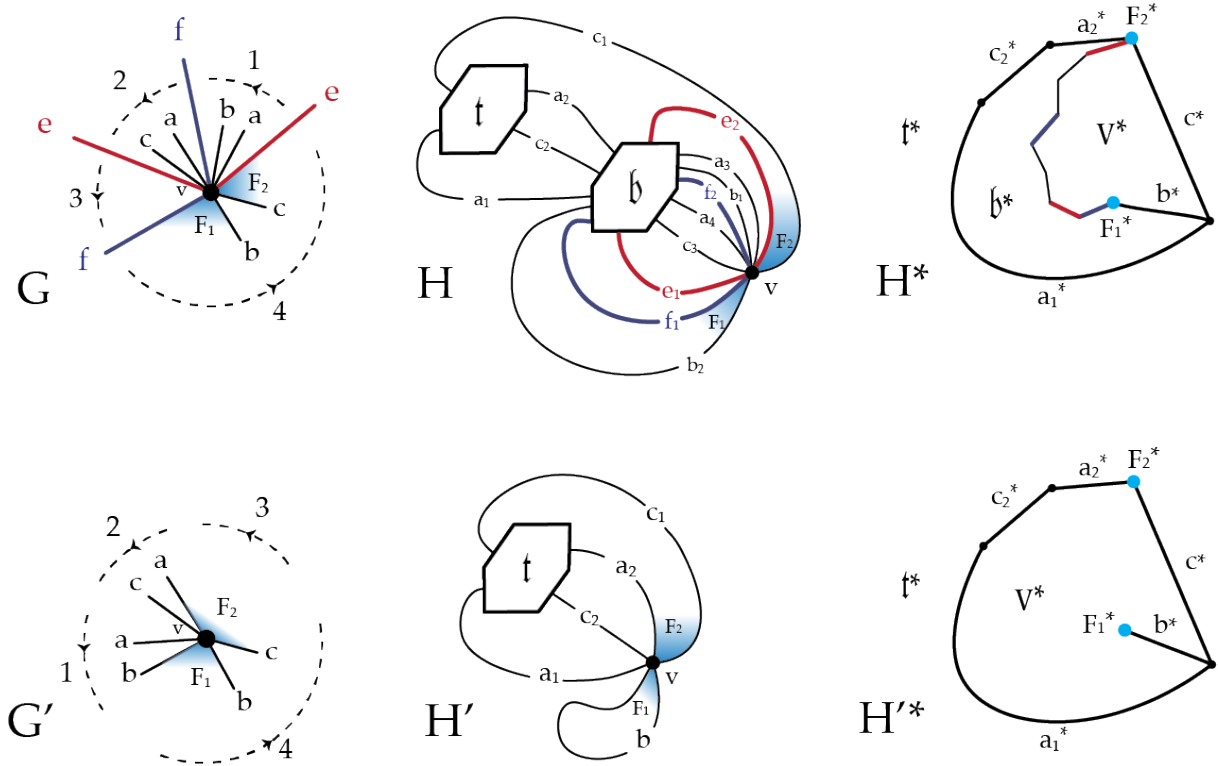 f
1
e
2
b
a
a
c
e
v
F₂
3
c
F₁
f
b
4
G
c₁
𝔱
a₂
e₂
c₂
a₃
𝔥
b₁
f₂
a₁
a₄
c₃
F₂
e₁
v
f₁
F₁
b₂
H
F₂*
a₂*
c₂*
c*
𝔱*
V*
𝔥*
b*
F₁*
a₁*
H*
3
2
a
c
F₂
v
a
c
1
F₁
b
b
4
G′
c₁
𝔱
a₂
c₂
F₂
a₁
v
F₁
b
H′
F₂*
a₂*
c₂*
c*
𝔱*
V*
F₁*
b*
a₁*
H′*